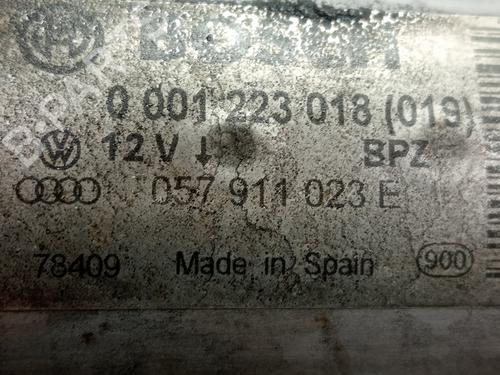 BOSCH
0 001 223 018 (019)
12 V ↓ BPZ
057 911 023 E
78409 Made in Spain 900